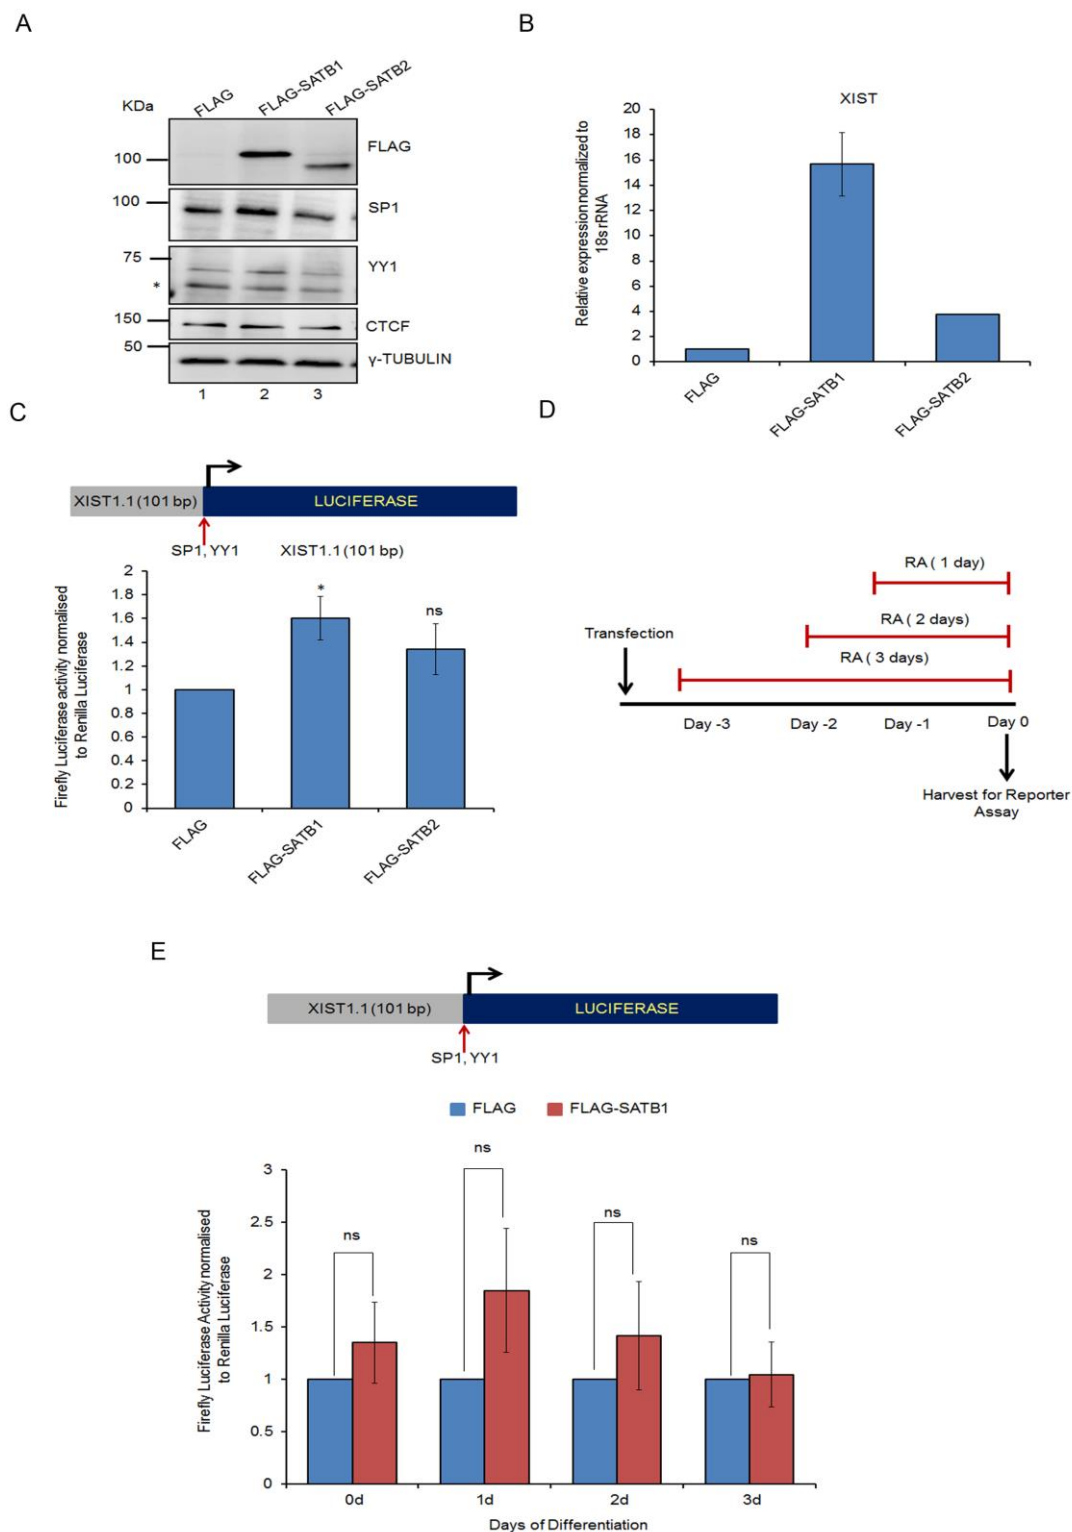 A
FLAG
FLAG-SATB1
FLAG-SATB2
KDa
100
FLAG
100
SP1
75
YY1
*
150
CTCF
50
γ-TUBULIN
1 2 3
B
XIST
Relative expression normalized to
18s rRNA
20
18
16
14
12
10
8
6
4
2
0
FLAG
FLAG-SATB1
FLAG-SATB2
C
XIST1.1 (101 bp)
LUCIFERASE
SP1, YY1
XIST1.1 (101 bp)
Firefly Luciferase activity normalised
to Renilla Luciferase
2
1.8
1.6
1.4
1.2
1
0.8
0.6
0.4
0.2
0
*
ns
FLAG
FLAG-SATB1
FLAG-SATB2
D
RA ( 1 day)
RA ( 2 days)
RA ( 3 days)
Transfection
Day -3 Day -2 Day -1 Day 0
Harvest for Reporter
Assay
E
XIST1.1 (101 bp)
LUCIFERASE
SP1, YY1
FLAG FLAG-SATB1
Firefly Luciferase Activity normalised
to Renilla Luciferase
3
2.5
2
1.5
1
0.5
0
ns
ns
ns
ns
0d 1d 2d 3d
Days of Differentiation